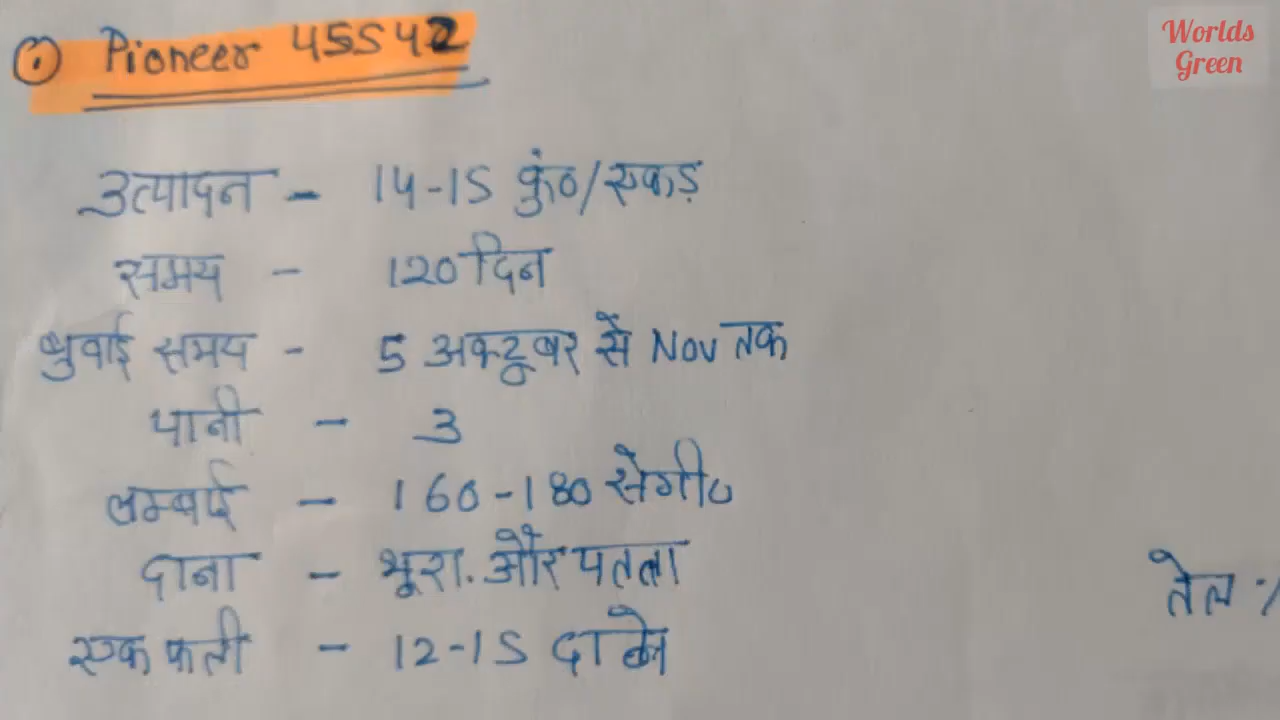 Worlds
Green
① Pioneer 45S42
उत्पादन - 14-15 कुं०/एकड़
समय - 120 दिन
बुवाई समय - 5 अक्टूबर से Nov तक
पानी - 3
लम्बाई - 160-180 सेमी०
दाना - भूरा. और पतला
तेल %
एक फली - 12-15 दाने